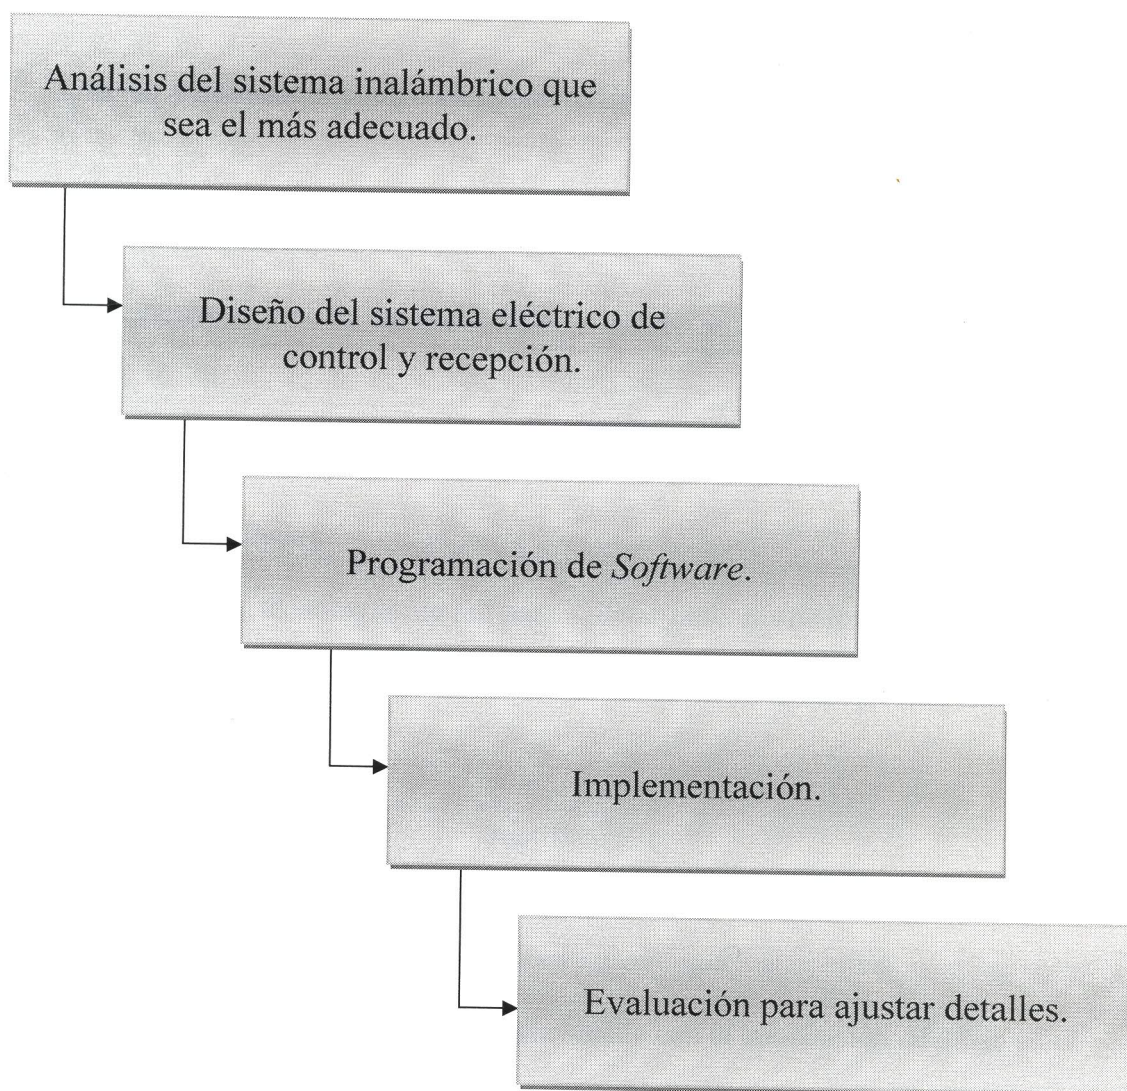 Análisis del sistema inalámbrico que
sea el más adecuado.
Diseño del sistema eléctrico de
control y recepción.
Programación de Software.
Implementación.
Evaluación para ajustar detalles.